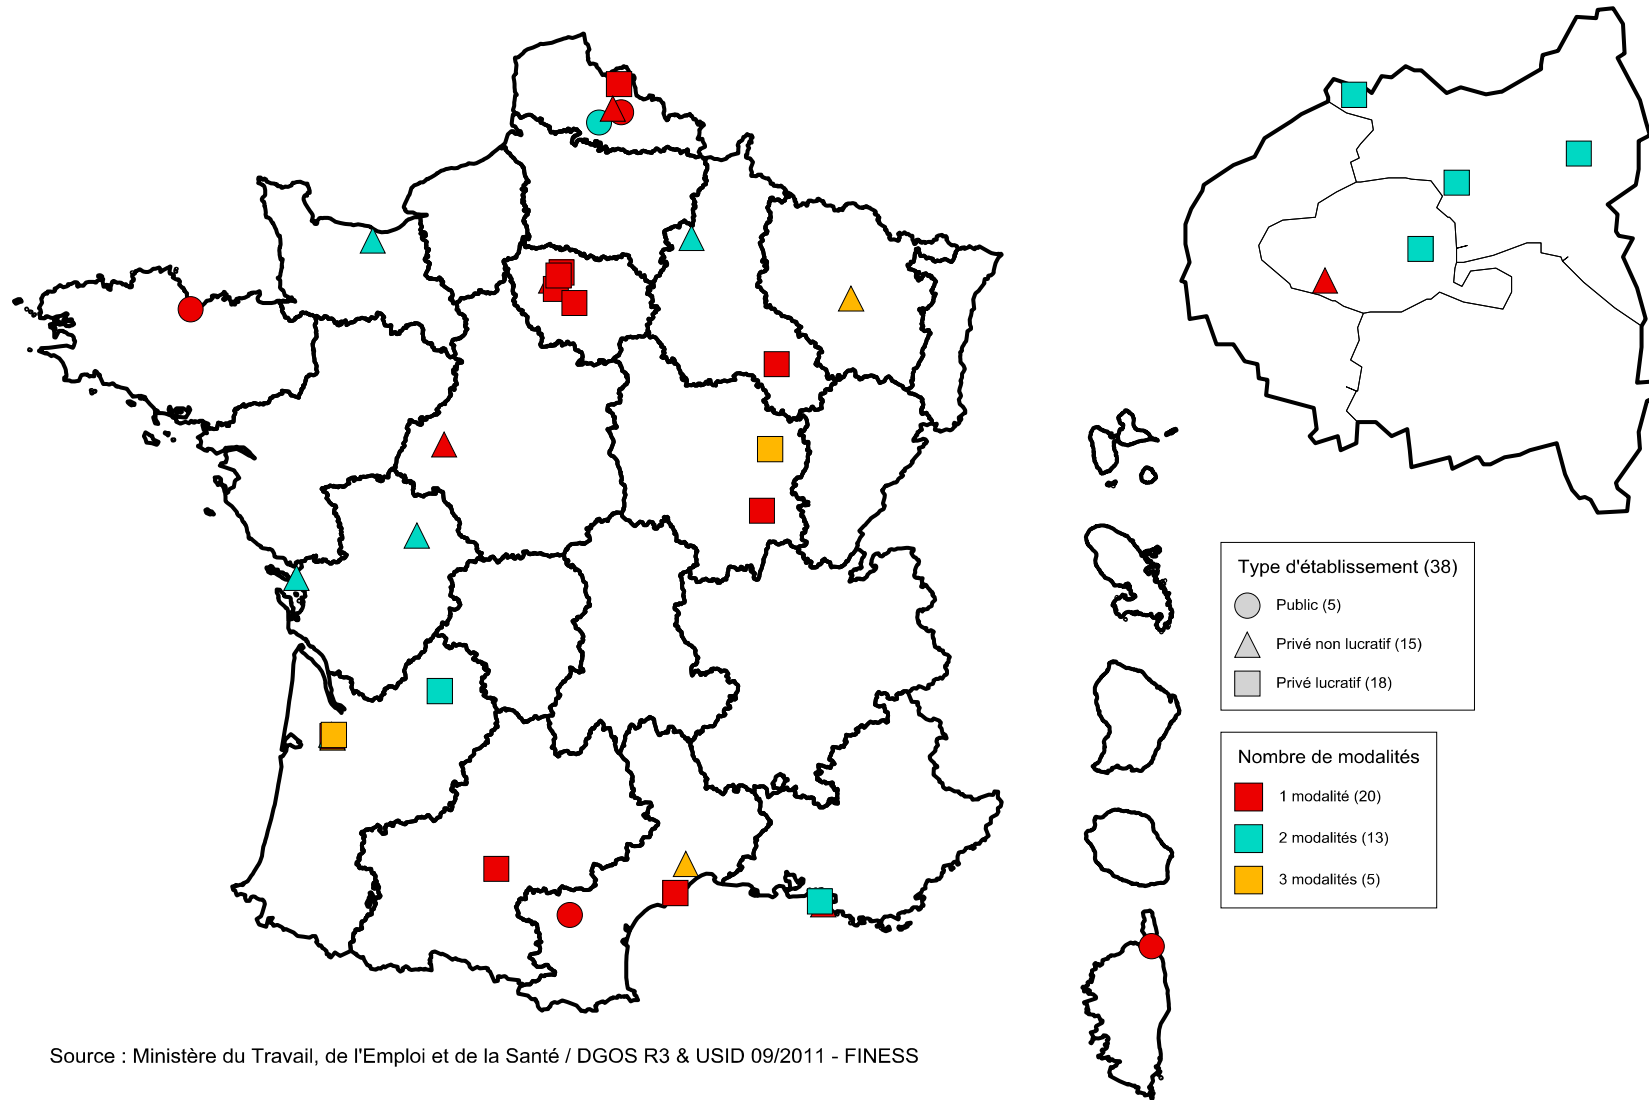 Type d'établissement (38)
Public (5)
Privé non lucratif (15)
Privé lucratif (18)
Nombre de modalités
1 modalité (20)
2 modalités (13)
3 modalités (5)
Source : Ministère du Travail, de l'Emploi et de la Santé / DGOS R3 & USID 09/2011 - FINESS